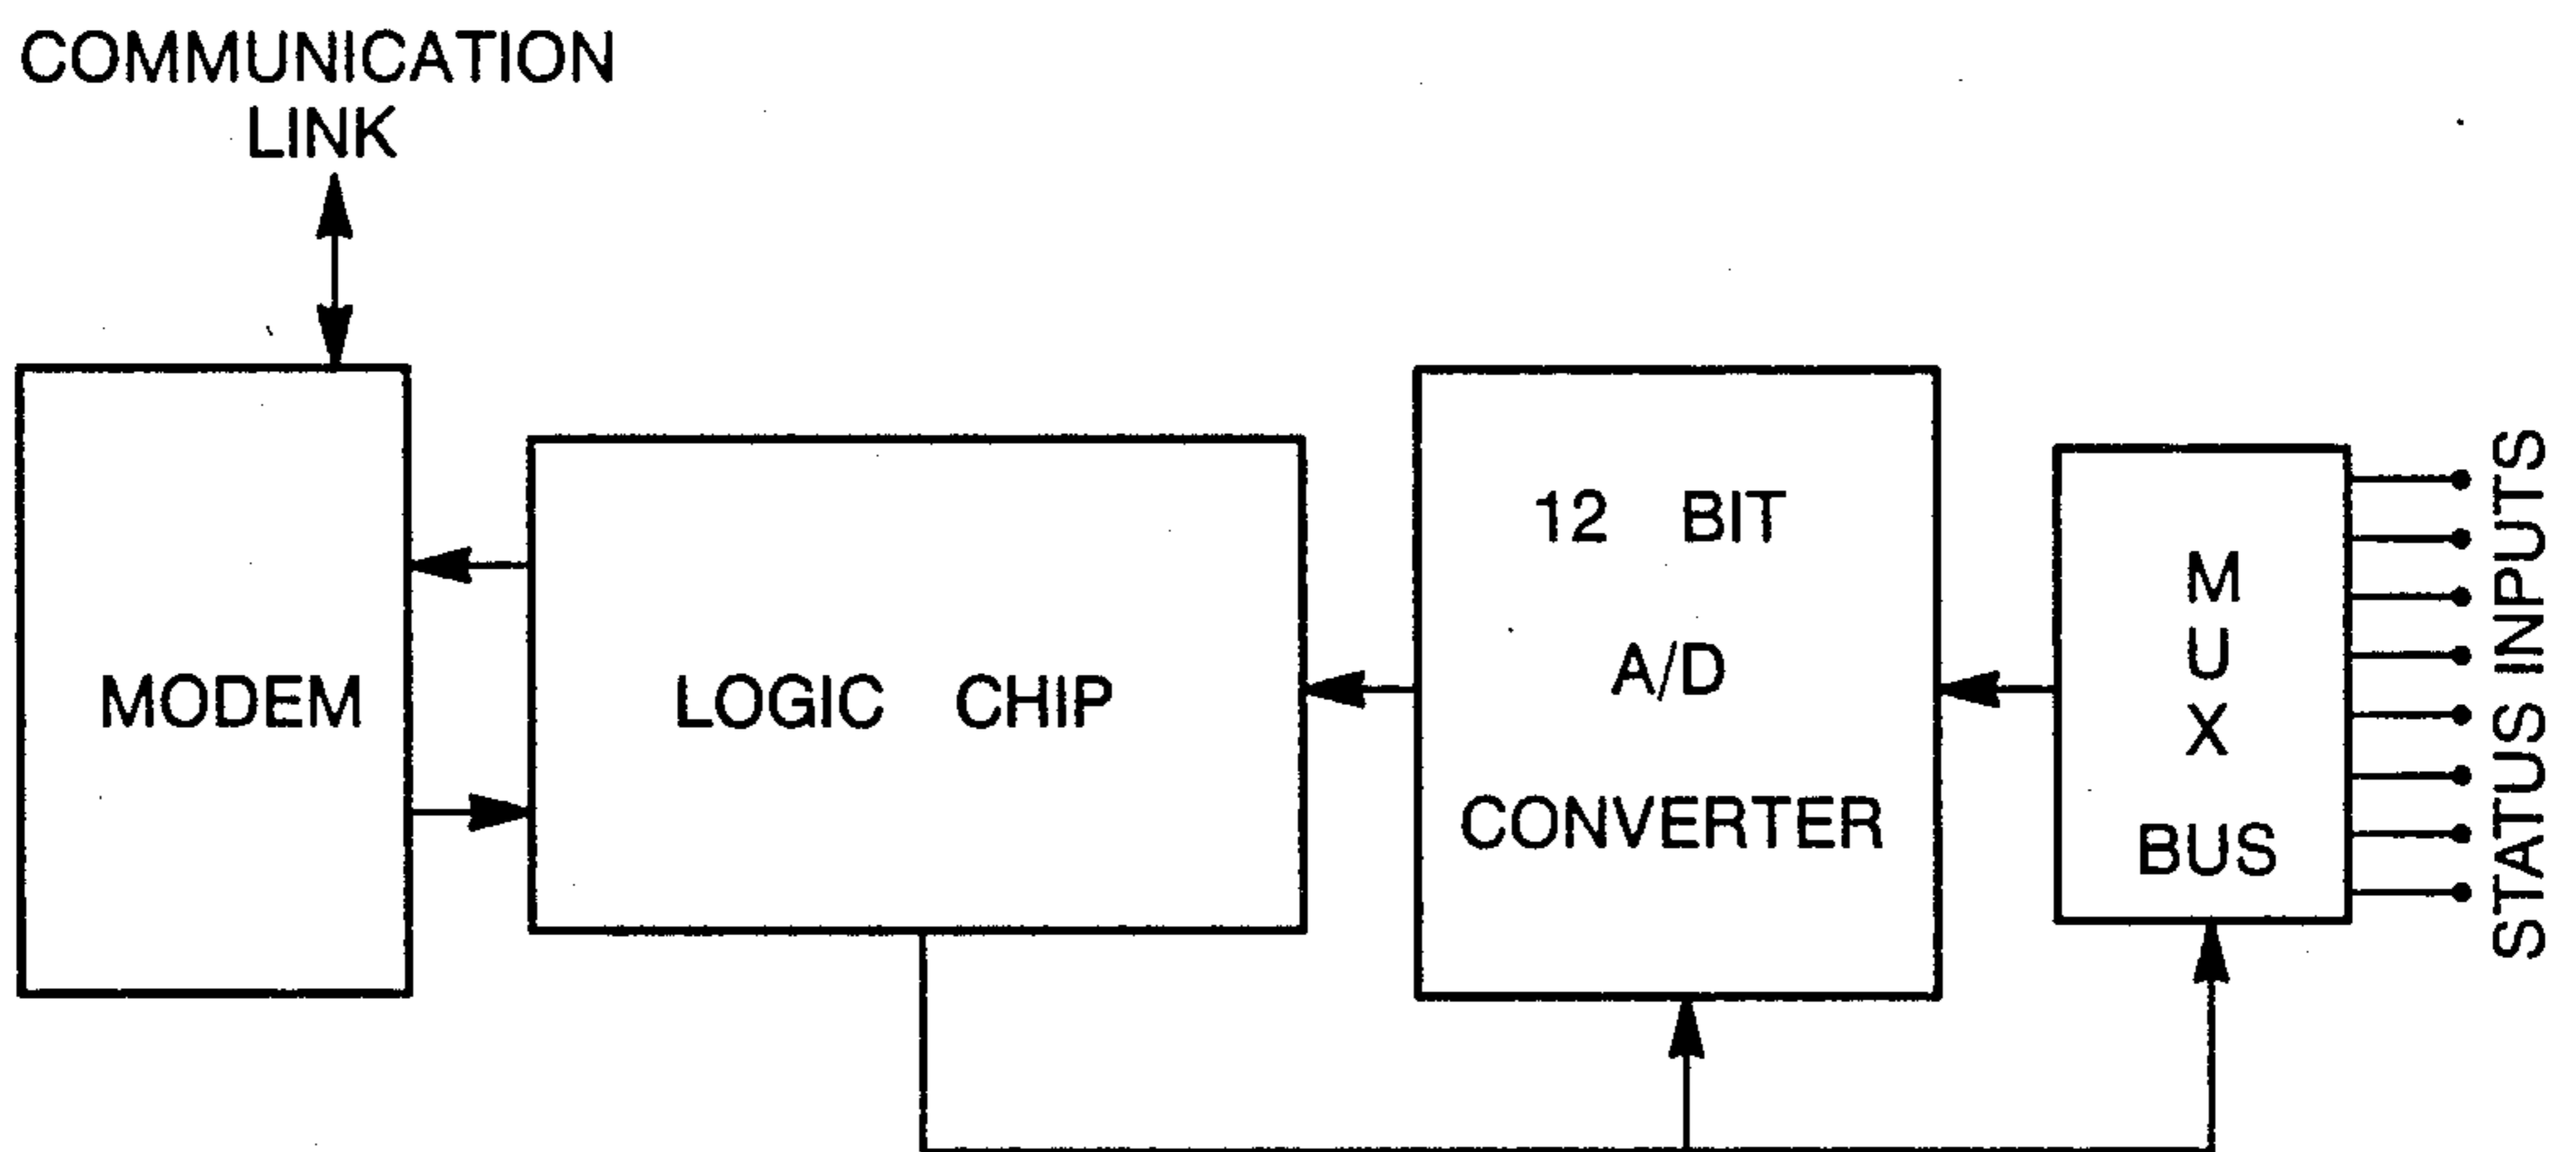 COMMUNICATION
LINK
MODEM
LOGIC CHIP
12 BIT
A/D
CONVERTER
M
U
X
BUS
STATUS INPUTS